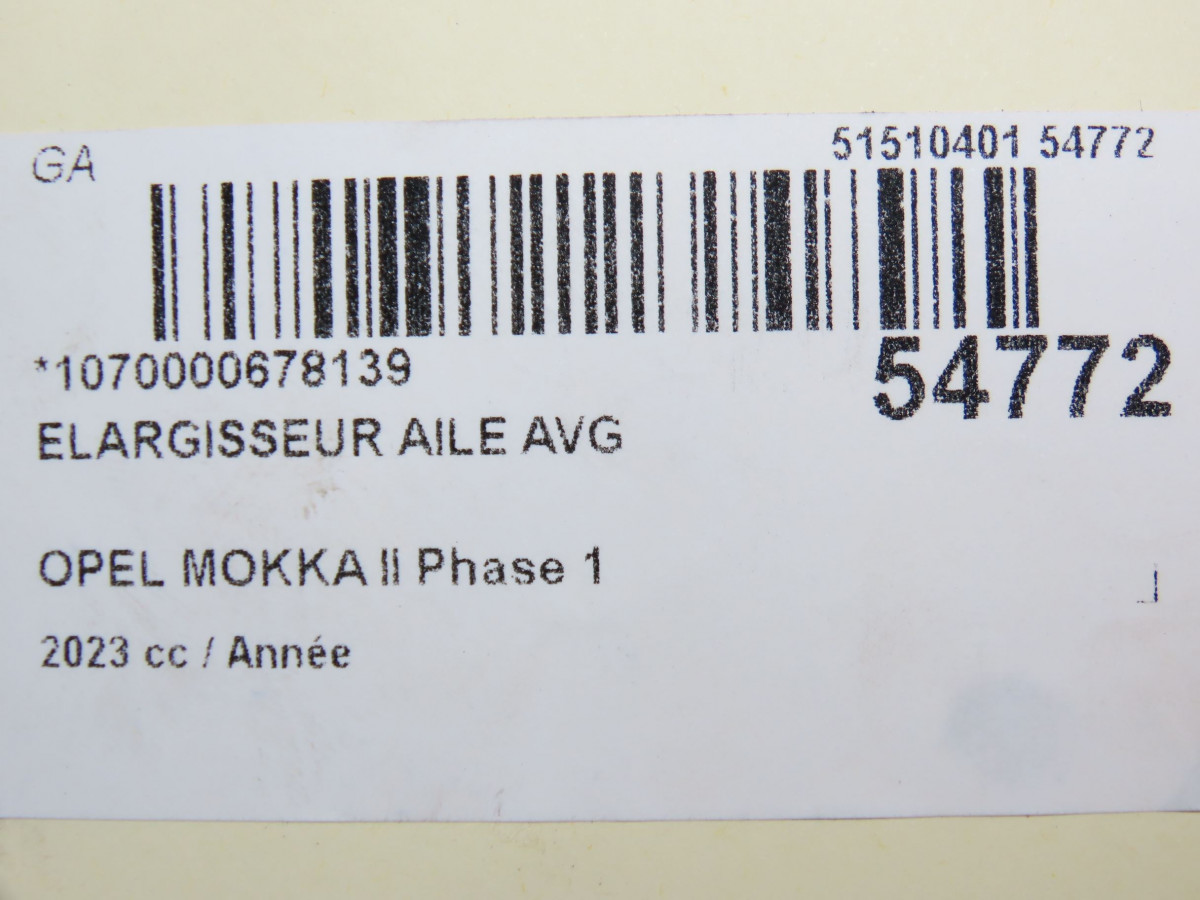 GA
51510401 54772
*1070000678139
54772
ELARGISSEUR AILE AVG
OPEL MOKKA II Phase 1
2023 cc / Année